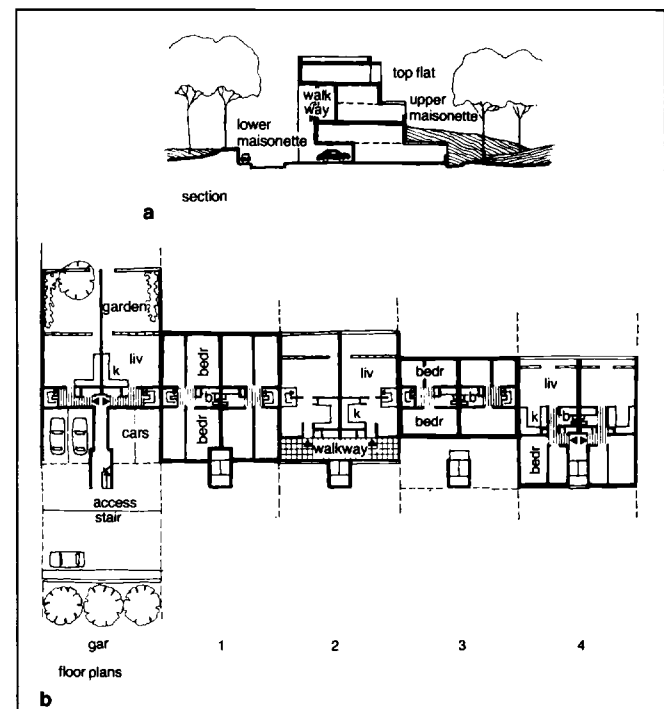 top flat
walk
way
upper
maisonette
lower
maisonette
section
a
garden
liv
k
cars
access
stair
bedr
b
bedr
liv
k
walkway
bedr
b
bedr
liv
k
b
bedr
gar
1
2
3
4
floor plans
b